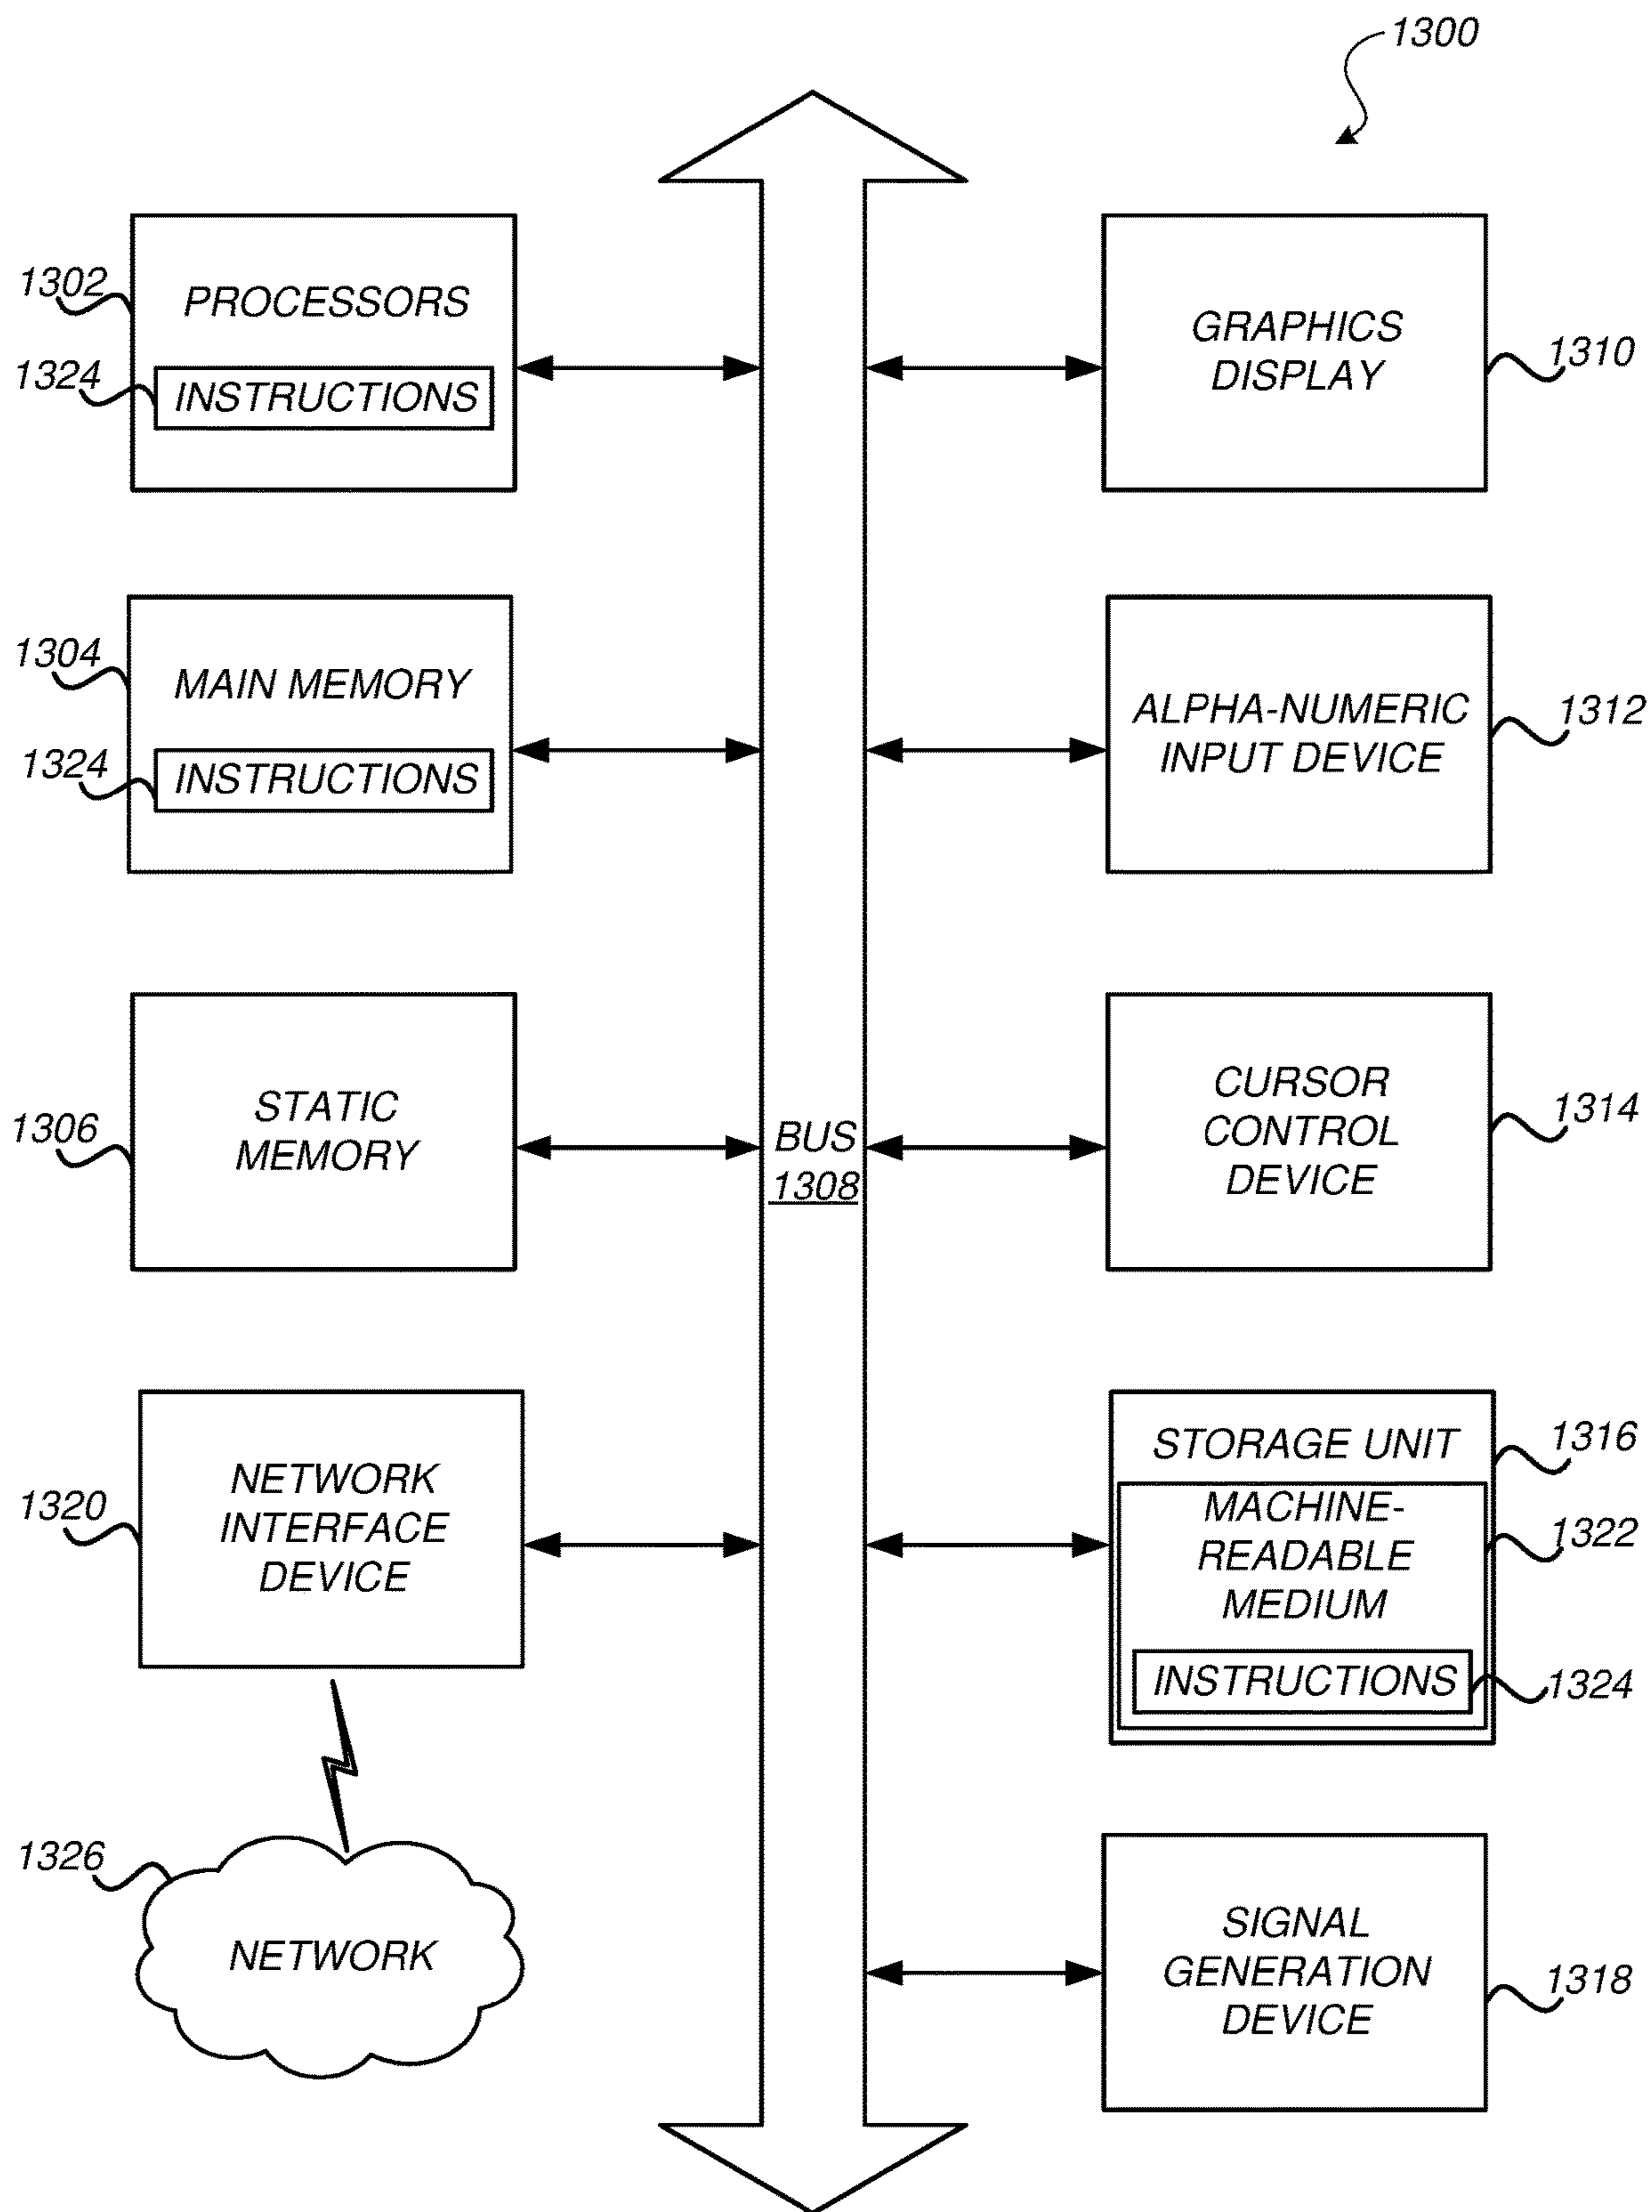 1300
1302
PROCESSORS
1324
INSTRUCTIONS
1304
MAIN MEMORY
1324
INSTRUCTIONS
1306
STATIC
MEMORY
1320
NETWORK
INTERFACE
DEVICE
1326
NETWORK
BUS
1308
GRAPHICS
DISPLAY
1310
ALPHA-NUMERIC
INPUT DEVICE
1312
CURSOR
CONTROL
DEVICE
1314
STORAGE UNIT
1316
MACHINE-
READABLE
MEDIUM
1322
INSTRUCTIONS
1324
SIGNAL
GENERATION
DEVICE
1318